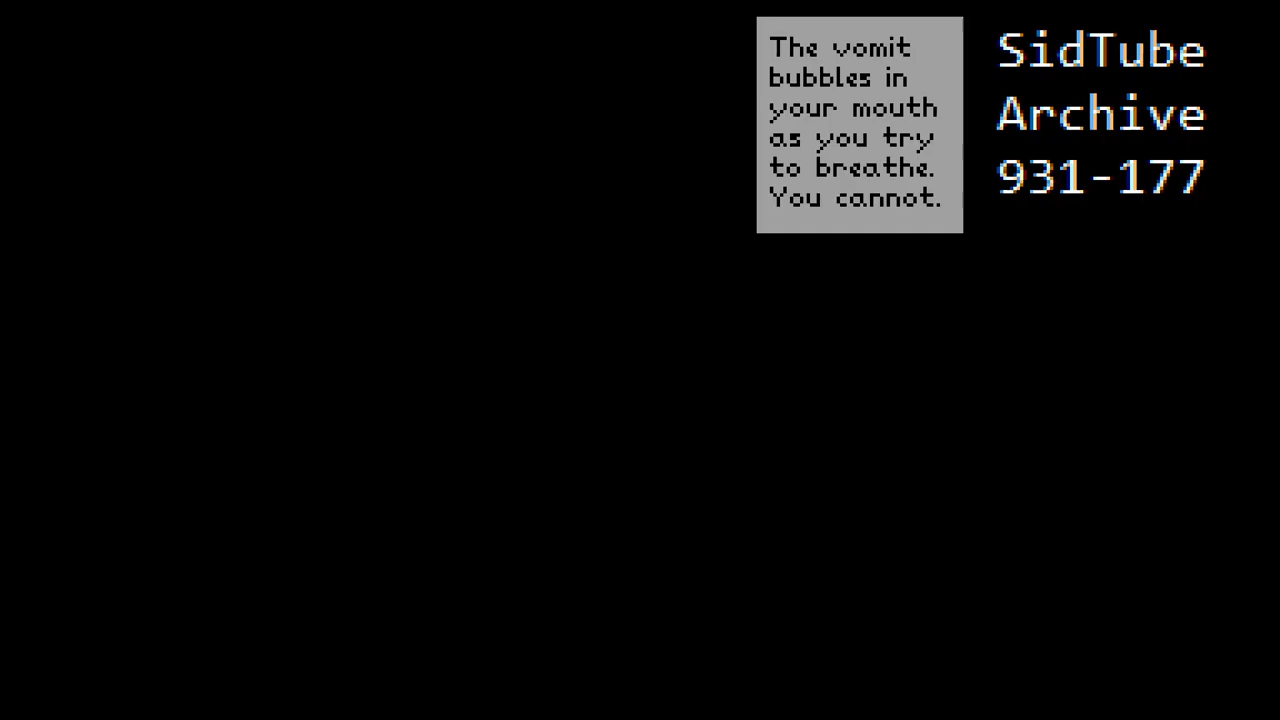 The vomit
bubbles in
your mouth
as you try
to breathe.
You cannot.
SidTube
Archive
931-177